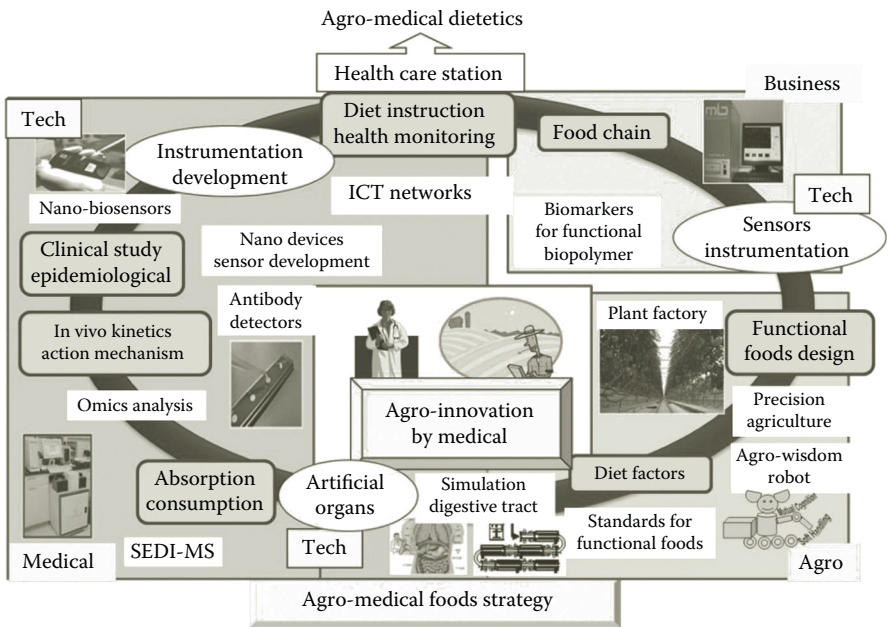 Agro-medical dietetics
Health care station
Business
Tech
Diet instruction
health monitoring
Food chain
Instrumentation
development
ICT networks
Tech
Nano-biosensors
Biomarkers
for functional
biopolymer
Sensors
instrumentation
Clinical study
epidemiological
Nano devices
sensor development
Antibody
detectors
Plant factory
In vivo kinetics
action mechanism
Functional
foods design
Omics analysis
Agro-innovation
by medical
Precision
agriculture
Agro-wisdom
robot
Absorption
consumption
Artificial
organs
Simulation
digestive tract
Diet factors
Mutual Cognition
Soft Handling
Standards for
functional foods
Medical
SEDI-MS
Tech
Agro
Agro-medical foods strategy